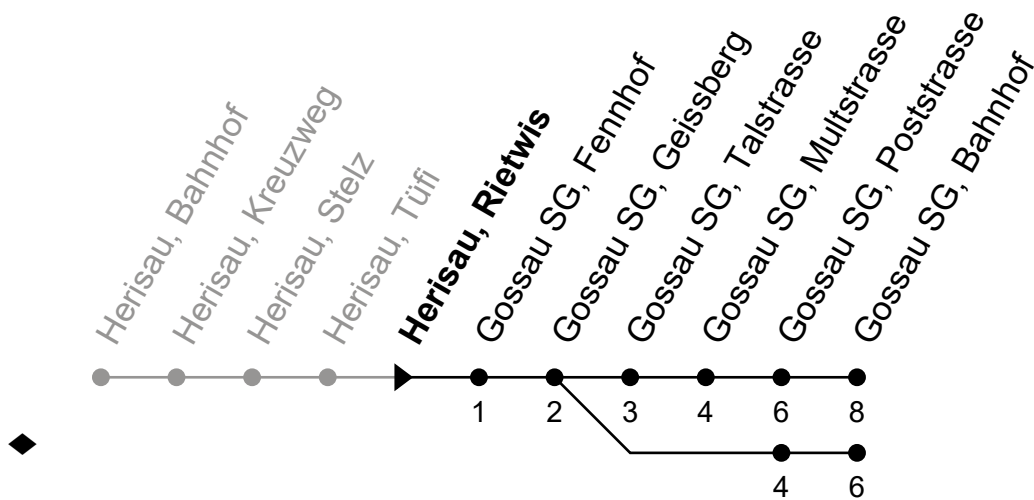 Herisau, Bahnhof
Herisau, Kreuzweg
Herisau, Stelz
Herisau, Tüfi
Herisau, Rietwis
Gossau SG, Fennhof
Gossau SG, Geissberg
Gossau SG, Talstrasse
Gossau SG, Multstrasse
Gossau SG, Poststrasse
Gossau SG, Bahnhof
1 2 3 4 6 8
4 6